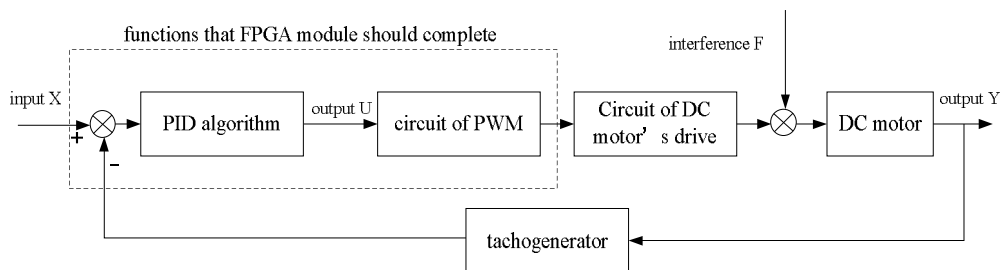 functions that FPGA module should complete
interference F
input X
+
-
PID algorithm
output U
circuit of PWM
Circuit of DC
motor’ s drive
DC motor
output Y
tachogenerator